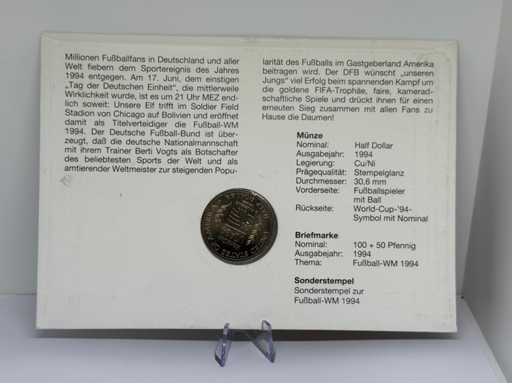 Millionen Fußballfans in Deutschland und aller
Welt fiebern dem Sportereignis des Jahres
1994 entgegen. Am 17. Juni, dem einstigen
„Tag der Deutschen Einheit“, die mittlerweile
Wirklichkeit wurde, ist es um 21 Uhr MEZ end-
lich soweit: Unsere Elf trifft im Soldier Field
Stadion von Chicago auf Bolivien und eröffnet
damit als Titelverteidiger die Fußball-WM
1994. Der Deutsche Fußball-Bund ist über-
zeugt, daß die deutsche Nationalmannschaft
mit ihrem Trainer Berti Vogts als Botschafter
des beliebtesten Sports der Welt und als
amtierender Weltmeister zur steigenden Popu-
larität des Fußballs im Gastgeberland Amerika
beitragen wird. Der DFB wünscht „unseren
Jungs“ viel Erfolg beim spannenden Kampf um
die goldene FIFA-Trophäe, faire, kamerad-
schaftliche Spiele und drückt ihnen für einen
erneuten Sieg zusammen mit allen Fans zu
Hause die Daumen!
Münze
Nominal: Half Dollar
Ausgabejahr: 1994
Legierung: Cu/Ni
Prägequalität: Stempelglanz
Durchmesser: 30,6 mm
Vorderseite: Fußballspieler
mit Ball
Rückseite: World-Cup-’94-
Symbol mit Nominal
Briefmarke
Nominal: 100 + 50 Pfennig
Ausgabejahr: 1994
Thema: Fußball-WM 1994
Sonderstempel
Sonderstempel zur
Fußball-WM 1994